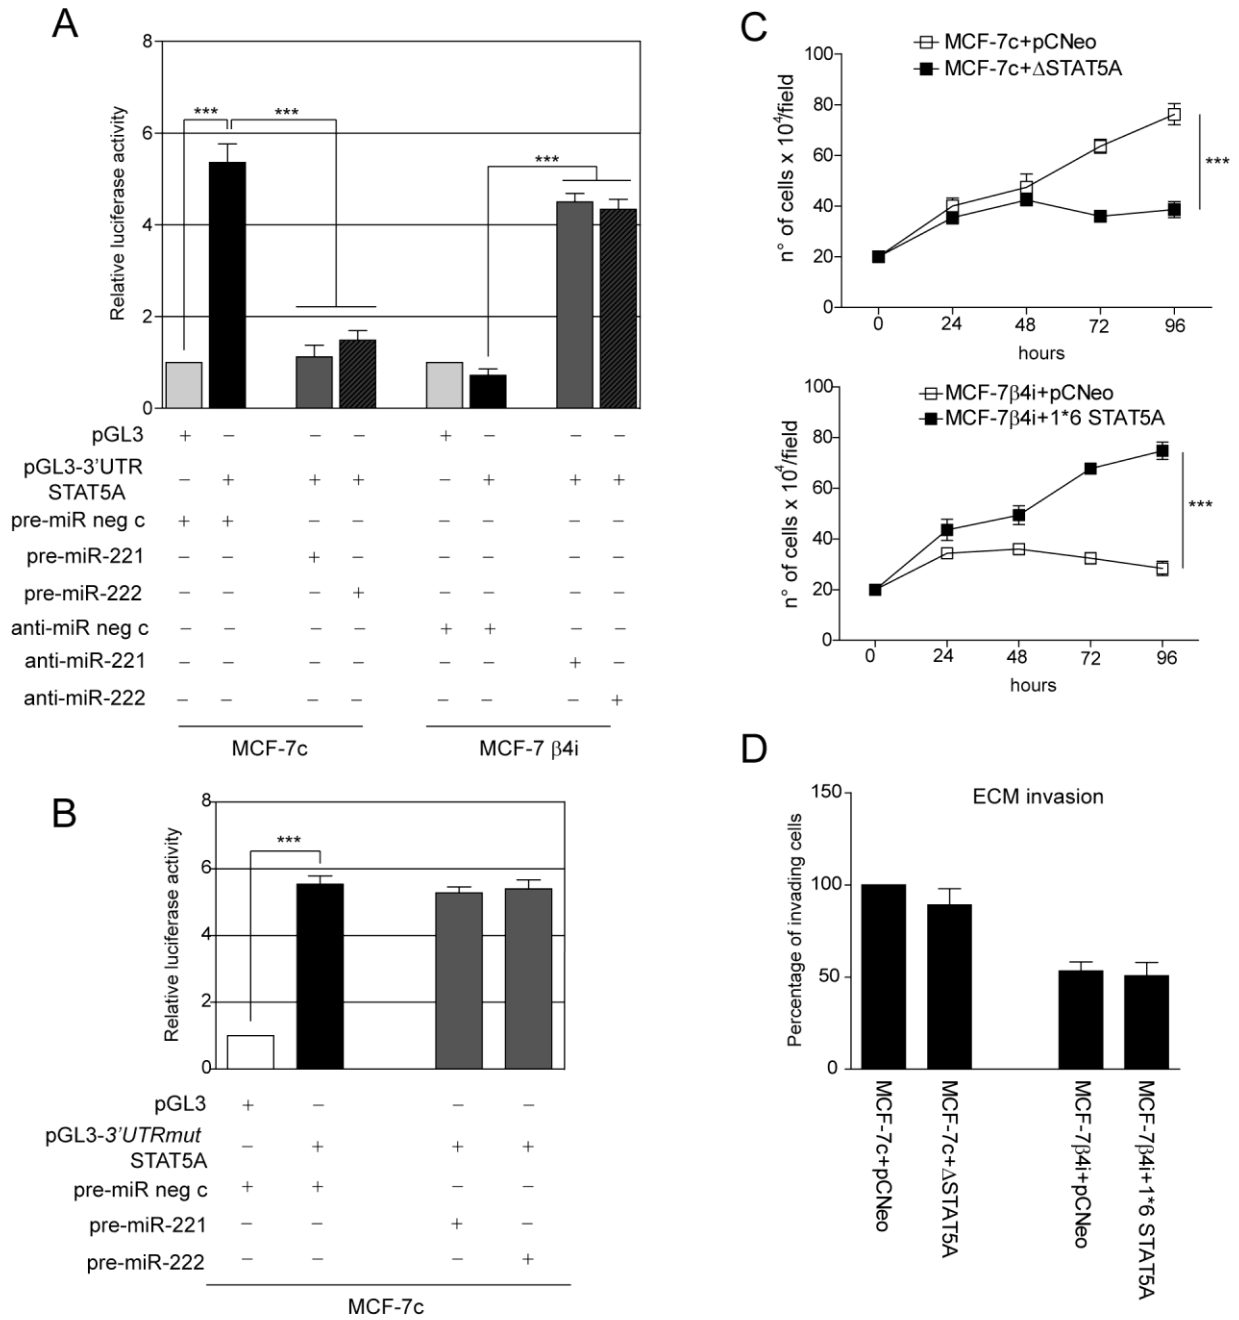 A
8
6
4
2
0
Relative luciferase activity
***
***
***
pGL3 + – – – + – – –
pGL3-3'UTR
STAT5A – + + + – + + +
pre-miR neg c + + – – – – – –
pre-miR-221 – – + – – – – –
pre-miR-222 – – – + – – – –
anti-miR neg c – – – – + + – –
anti-miR-221 – – – – – – + –
anti-miR-222 – – – – – – – +
MCF-7c MCF-7 β4i
B
8
6
4
2
0
Relative luciferase activity
***
pGL3 + – – –
pGL3-3'UTRmut
STAT5A – + + +
pre-miR neg c + + – –
pre-miR-221 – – + –
pre-miR-222 – – – +
MCF-7c
C
MCF-7c+pCNeo
MCF-7c+ΔSTAT5A
100
80
60
40
20
0
n° of cells x 10⁴/field
***
0 24 48 72 96
hours
MCF-7β4i+pCNeo
MCF-7β4i+1*6 STAT5A
100
80
60
40
20
0
n° of cells x 10⁴/field
***
0 24 48 72 96
hours
D
ECM invasion
150
100
50
0
Percentage of invading cells
MCF-7c+pCNeo
MCF-7c+ΔSTAT5A
MCF-7β4i+pCNeo
MCF-7β4i+1*6 STAT5A